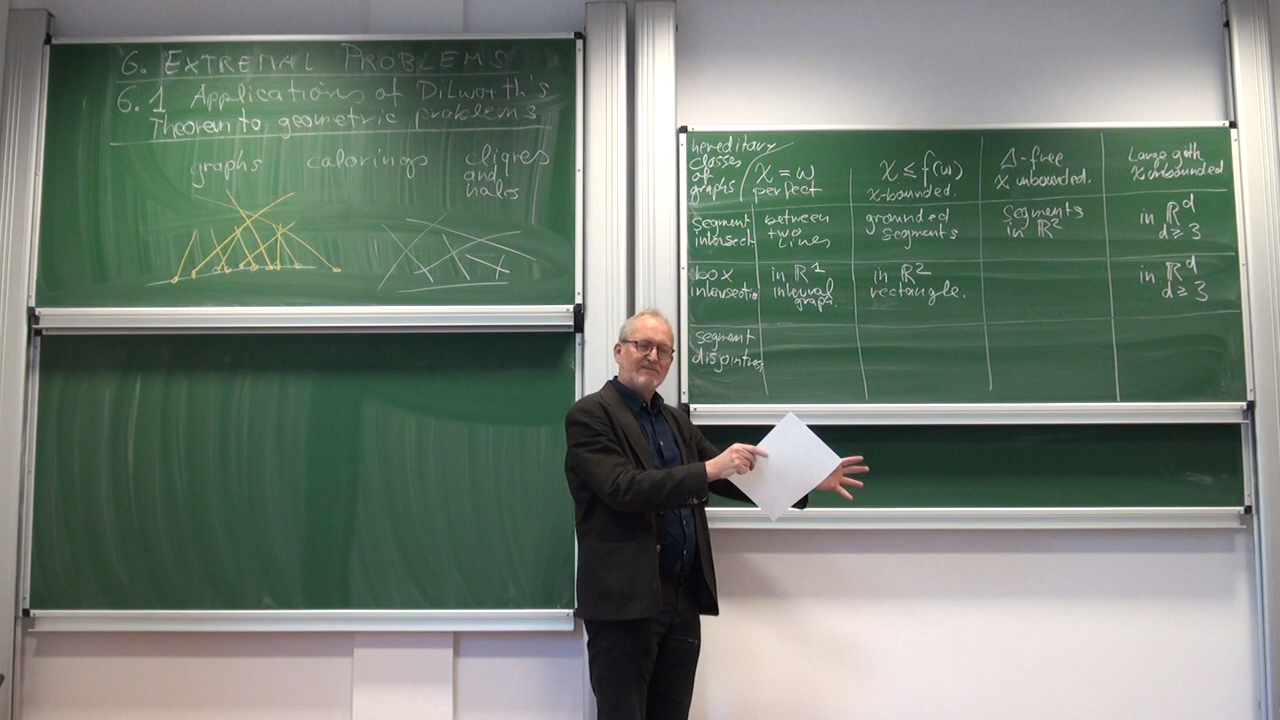 6. EXTREMAL PROBLEMS
6.1 Applications of Dilworth's
Theorem to geometric problems
graphs colorings cliques
and
holes
hereditary
classes
of
graphs
χ = ω
perfect
χ ≤ f(ω)
χ-bounded.
Δ-free
χ unbounded.
Large girth
χ unbounded
segment
intersect
between
two
lines
grounded
segments
segments
in ℝ²
in ℝᵈ
d≥3
box
intersectio
in ℝ¹
interval
graph.
in ℝ²
rectangle.
in ℝᵈ
d≥3
segment
disjointness